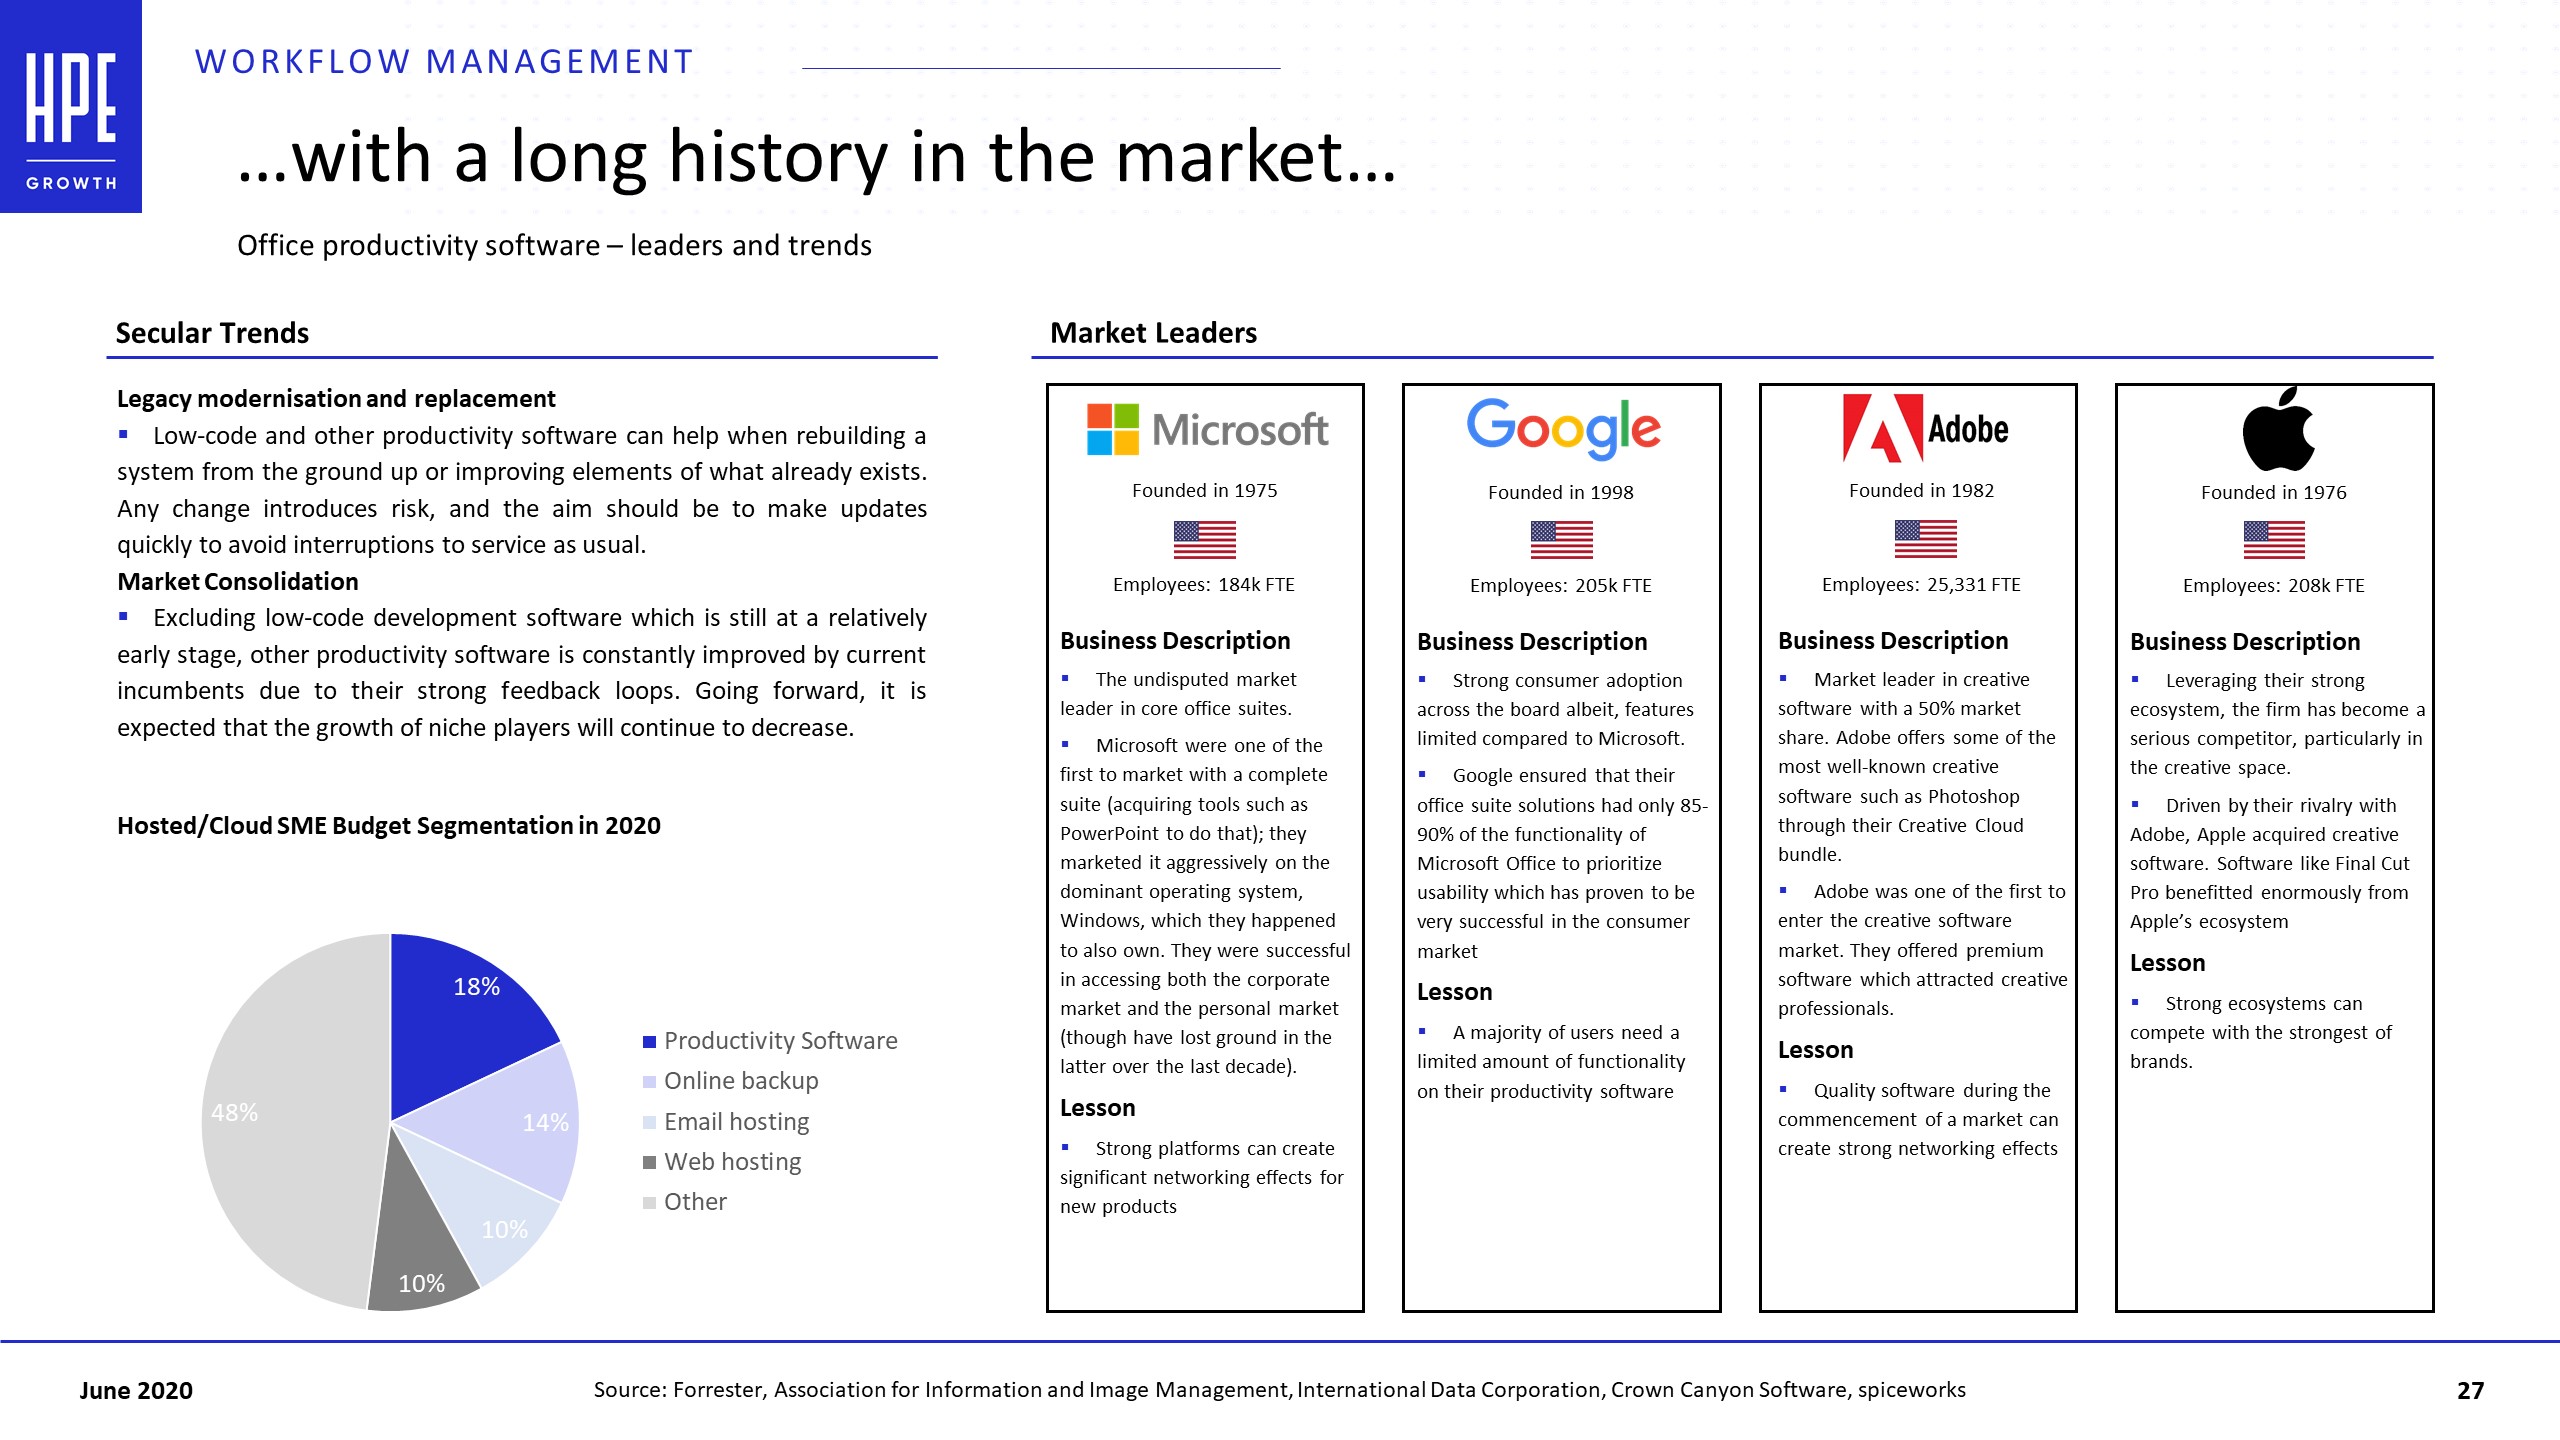 HPE
GROWTH
WORKFLOW MANAGEMENT
...with a long history in the market...
Office productivity software – leaders and trends
Secular Trends
Legacy modernisation and replacement
▪ Low-code and other productivity software can help when rebuilding a
system from the ground up or improving elements of what already exists.
Any change introduces risk, and the aim should be to make updates
quickly to avoid interruptions to service as usual.
Market Consolidation
▪ Excluding low-code development software which is still at a relatively
early stage, other productivity software is constantly improved by current
incumbents due to their strong feedback loops. Going forward, it is
expected that the growth of niche players will continue to decrease.
Hosted/Cloud SME Budget Segmentation in 2020
18%
14%
10%
10%
48%
Productivity Software
Online backup
Email hosting
Web hosting
Other
Market Leaders
Microsoft
Founded in 1975
Employees: 184k FTE
Business Description
▪ The undisputed market
leader in core office suites.
▪ Microsoft were one of the
first to market with a complete
suite (acquiring tools such as
PowerPoint to do that); they
marketed it aggressively on the
dominant operating system,
Windows, which they happened
to also own. They were successful
in accessing both the corporate
market and the personal market
(though have lost ground in the
latter over the last decade).
Lesson
▪ Strong platforms can create
significant networking effects for
new products
Google
Founded in 1998
Employees: 205k FTE
Business Description
▪ Strong consumer adoption
across the board albeit, features
limited compared to Microsoft.
▪ Google ensured that their
office suite solutions had only 85-
90% of the functionality of
Microsoft Office to prioritize
usability which has proven to be
very successful in the consumer
market
Lesson
▪ A majority of users need a
limited amount of functionality
on their productivity software
Adobe
Founded in 1982
Employees: 25,331 FTE
Business Description
▪ Market leader in creative
software with a 50% market
share. Adobe offers some of the
most well-known creative
software such as Photoshop
through their Creative Cloud
bundle.
▪ Adobe was one of the first to
enter the creative software
market. They offered premium
software which attracted creative
professionals.
Lesson
▪ Quality software during the
commencement of a market can
create strong networking effects
Founded in 1976
Employees: 208k FTE
Business Description
▪ Leveraging their strong
ecosystem, the firm has become a
serious competitor, particularly in
the creative space.
▪ Driven by their rivalry with
Adobe, Apple acquired creative
software. Software like Final Cut
Pro benefitted enormously from
Apple’s ecosystem
Lesson
▪ Strong ecosystems can
compete with the strongest of
brands.
June 2020
Source: Forrester, Association for Information and Image Management, International Data Corporation, Crown Canyon Software, spiceworks
27